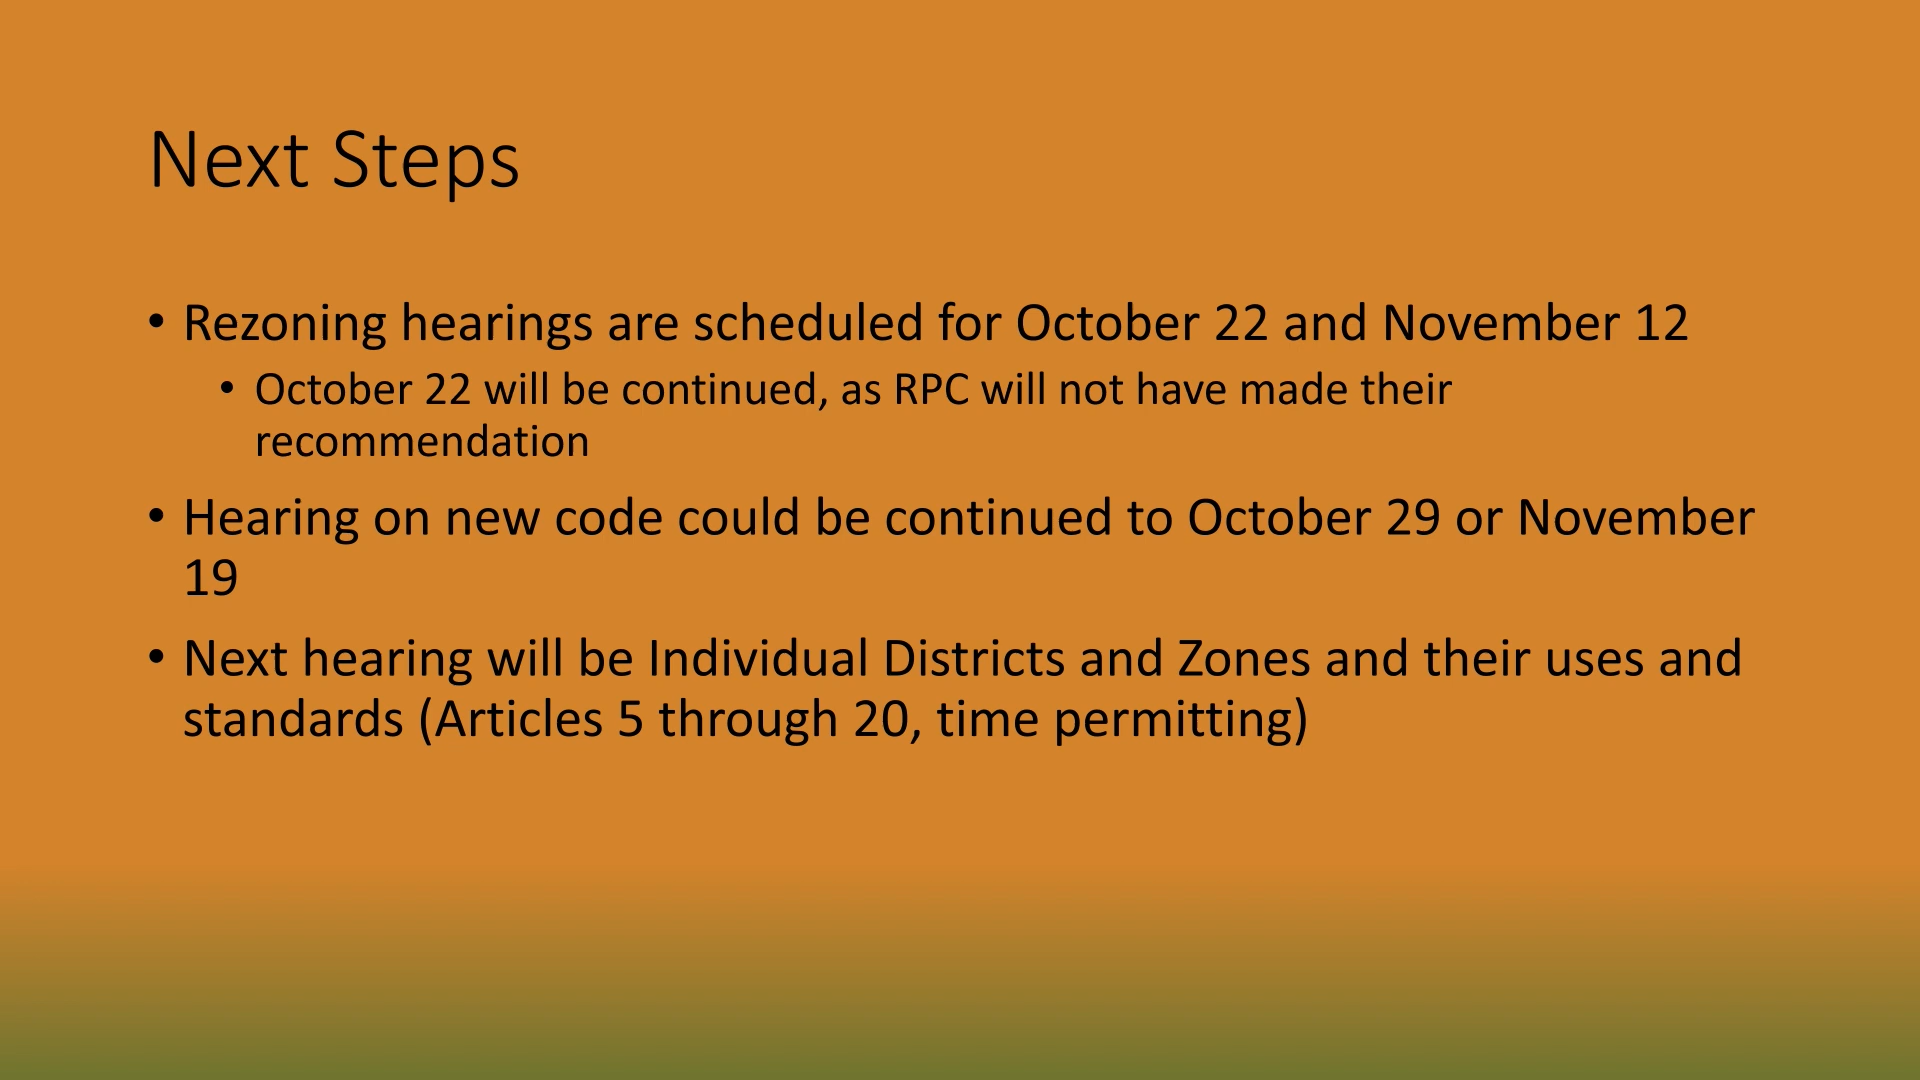 Next Steps
• Rezoning hearings are scheduled for October 22 and November 12
• October 22 will be continued, as RPC will not have made their
recommendation
• Hearing on new code could be continued to October 29 or November
19
• Next hearing will be Individual Districts and Zones and their uses and
standards (Articles 5 through 20, time permitting)